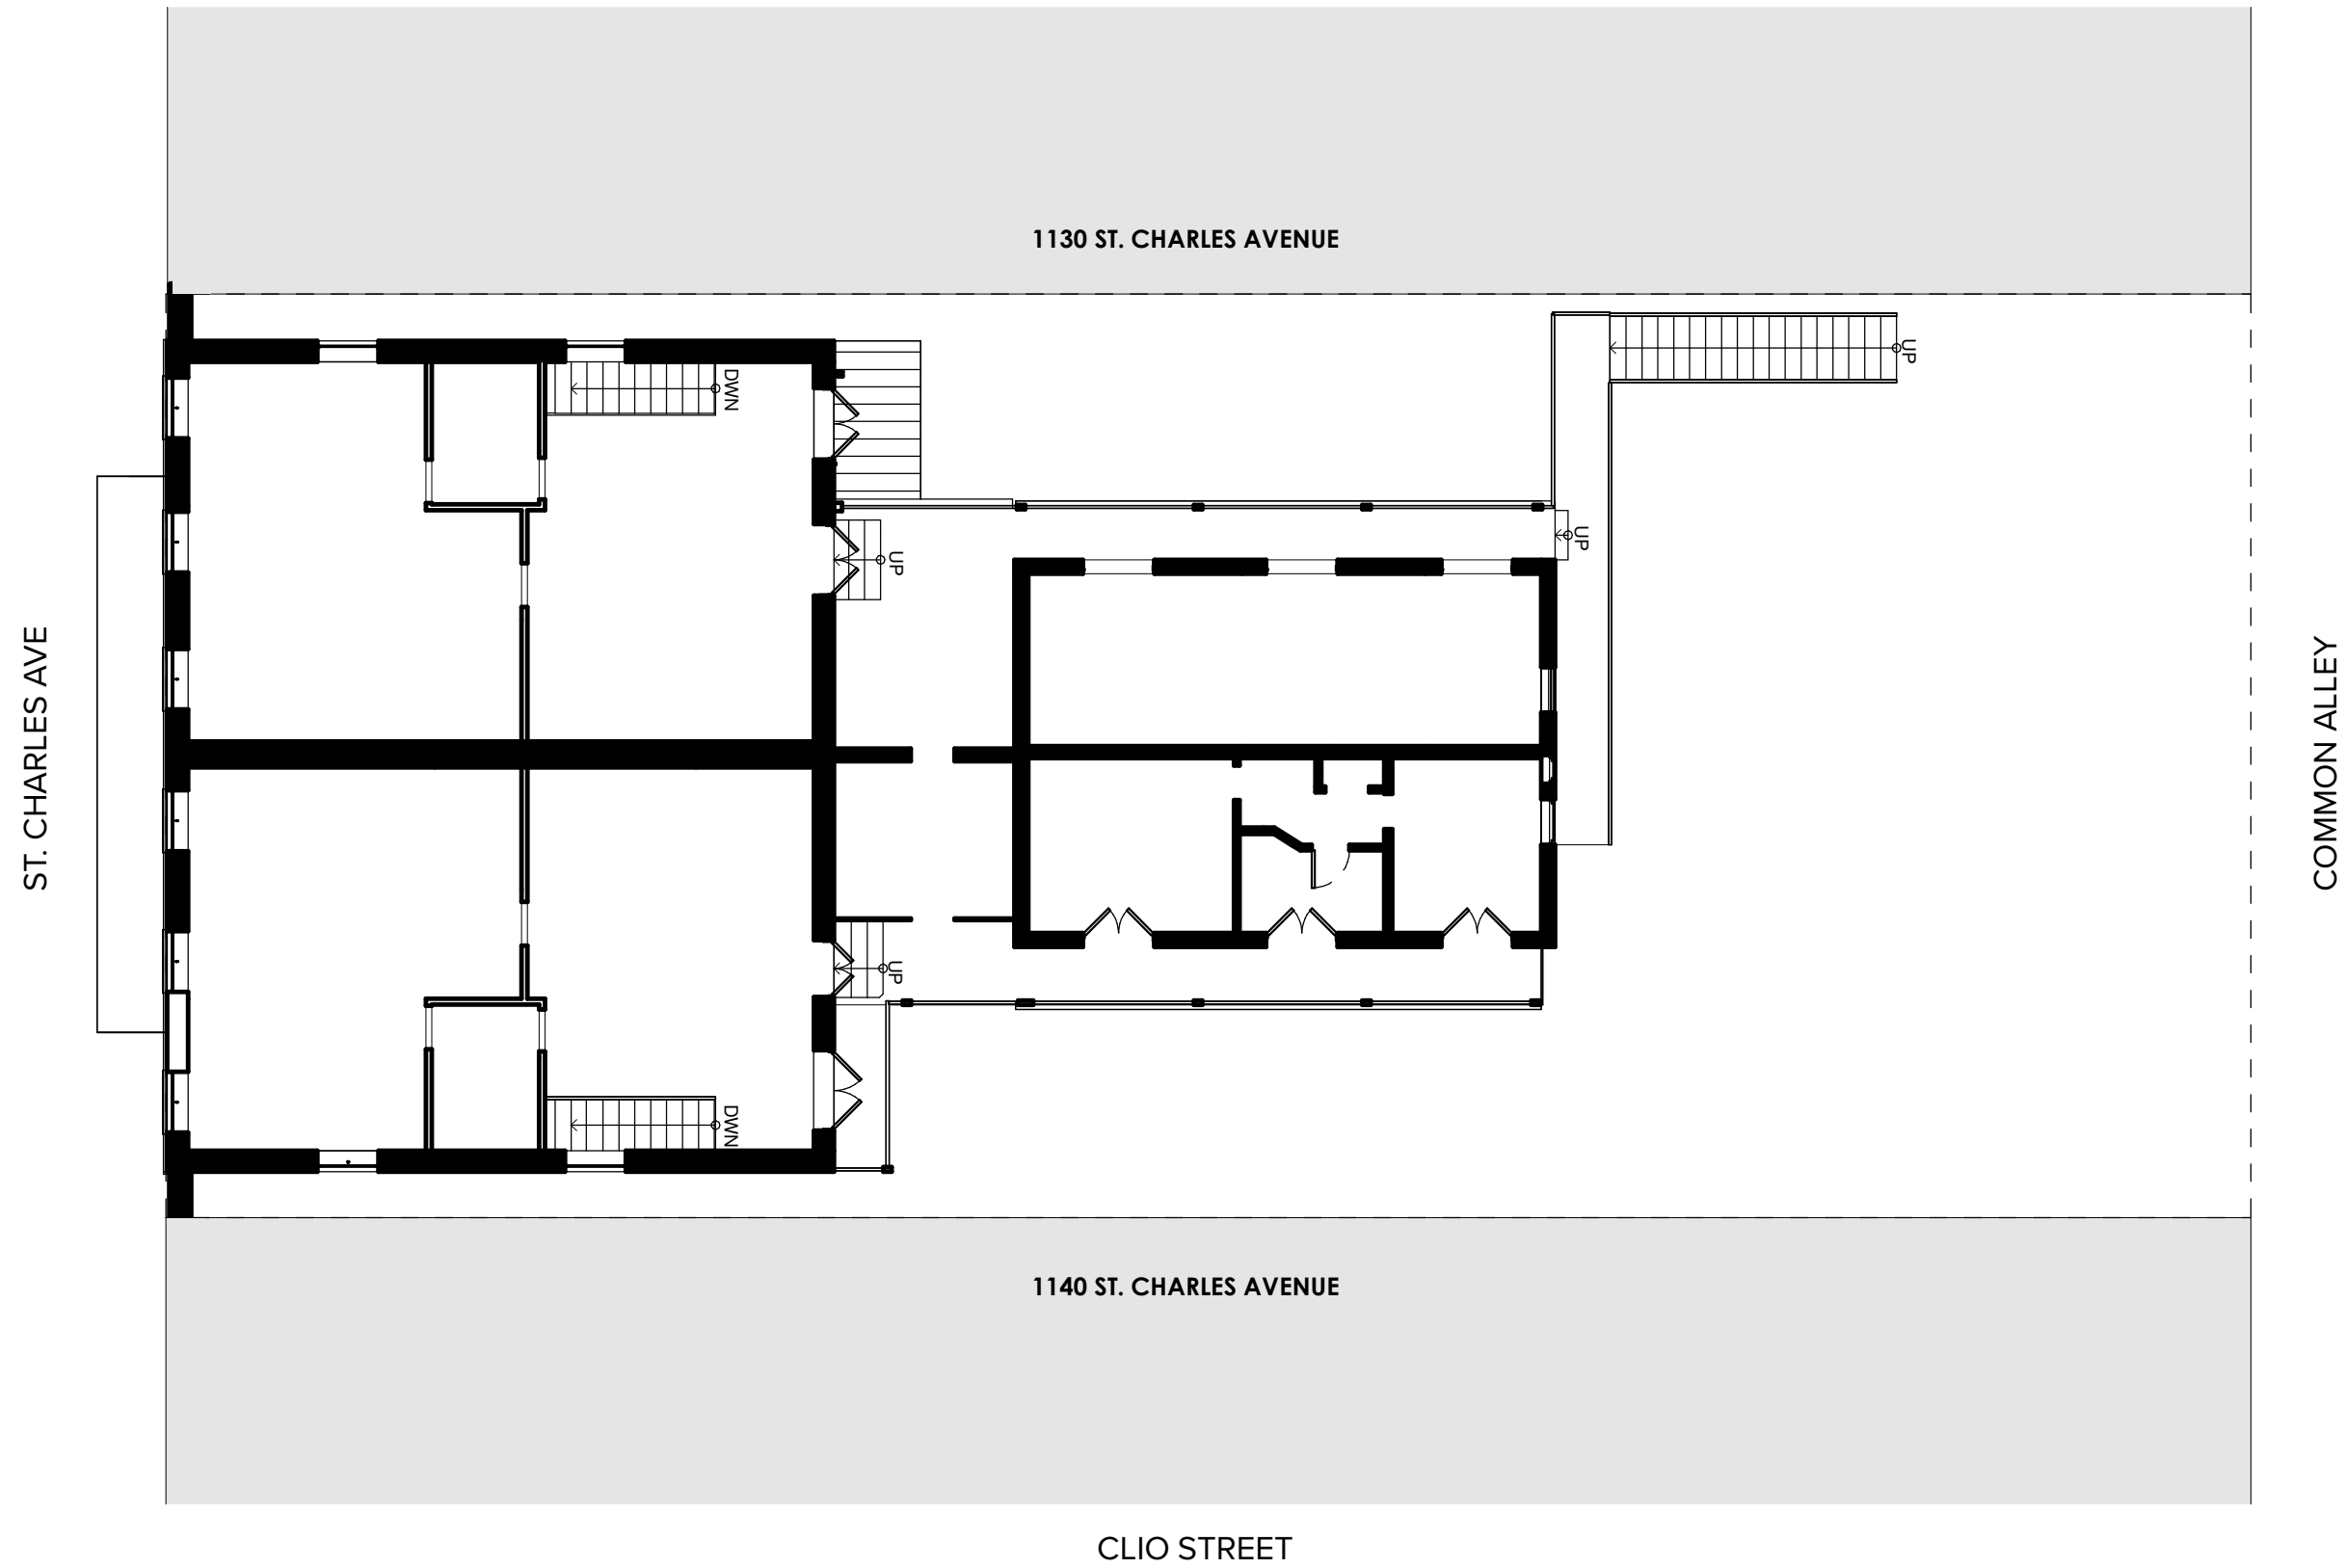 1130 ST. CHARLES AVENUE
UP
DWN
UP
UP
ST. CHARLES AVE
COMMON ALLEY
UP
DWN
1140 ST. CHARLES AVENUE
CLIO STREET